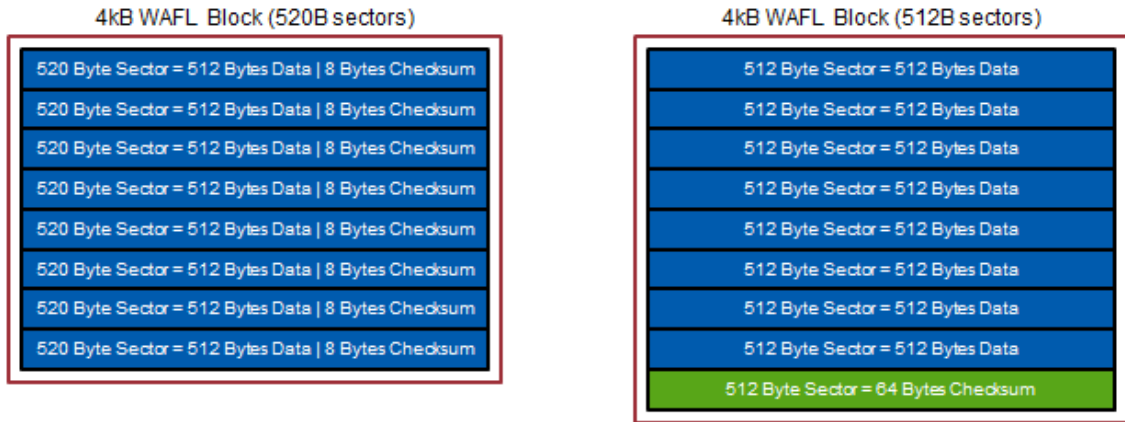 4kB WAFL Block (520B sectors)
520 Byte Sector = 512 Bytes Data | 8 Bytes Checksum
520 Byte Sector = 512 Bytes Data | 8 Bytes Checksum
520 Byte Sector = 512 Bytes Data | 8 Bytes Checksum
520 Byte Sector = 512 Bytes Data | 8 Bytes Checksum
520 Byte Sector = 512 Bytes Data | 8 Bytes Checksum
520 Byte Sector = 512 Bytes Data | 8 Bytes Checksum
520 Byte Sector = 512 Bytes Data | 8 Bytes Checksum
520 Byte Sector = 512 Bytes Data | 8 Bytes Checksum
4kB WAFL Block (512B sectors)
512 Byte Sector = 512 Bytes Data
512 Byte Sector = 512 Bytes Data
512 Byte Sector = 512 Bytes Data
512 Byte Sector = 512 Bytes Data
512 Byte Sector = 512 Bytes Data
512 Byte Sector = 512 Bytes Data
512 Byte Sector = 512 Bytes Data
512 Byte Sector = 512 Bytes Data
512 Byte Sector = 64 Bytes Checksum